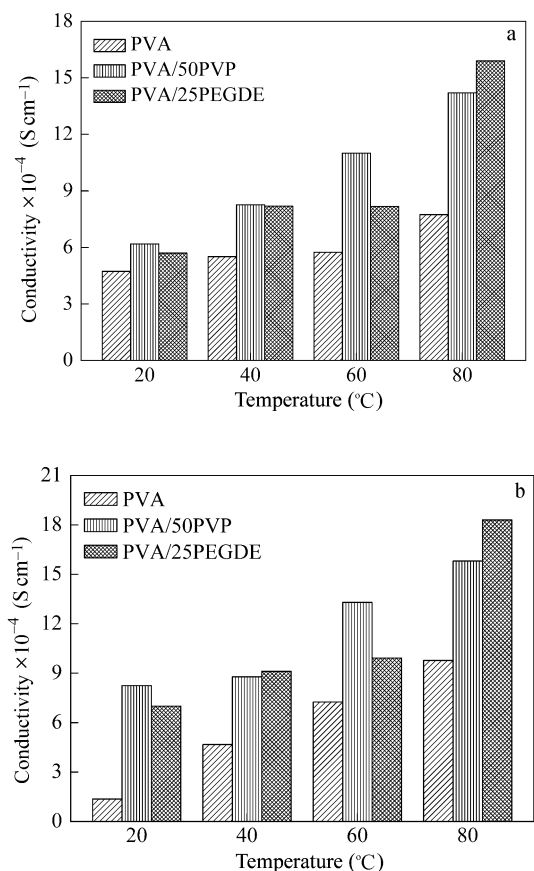 a
PVA
PVA/50PVP
PVA/25PEGDE
18
15
12
9
6
3
0
Conductivity ×10⁻⁴ (S cm⁻¹)
20 40 60 80
Temperature (°C)
b
PVA
PVA/50PVP
PVA/25PEGDE
21
18
15
12
9
6
3
0
Conductivity ×10⁻⁴ (S cm⁻¹)
20 40 60 80
Temperature (°C)